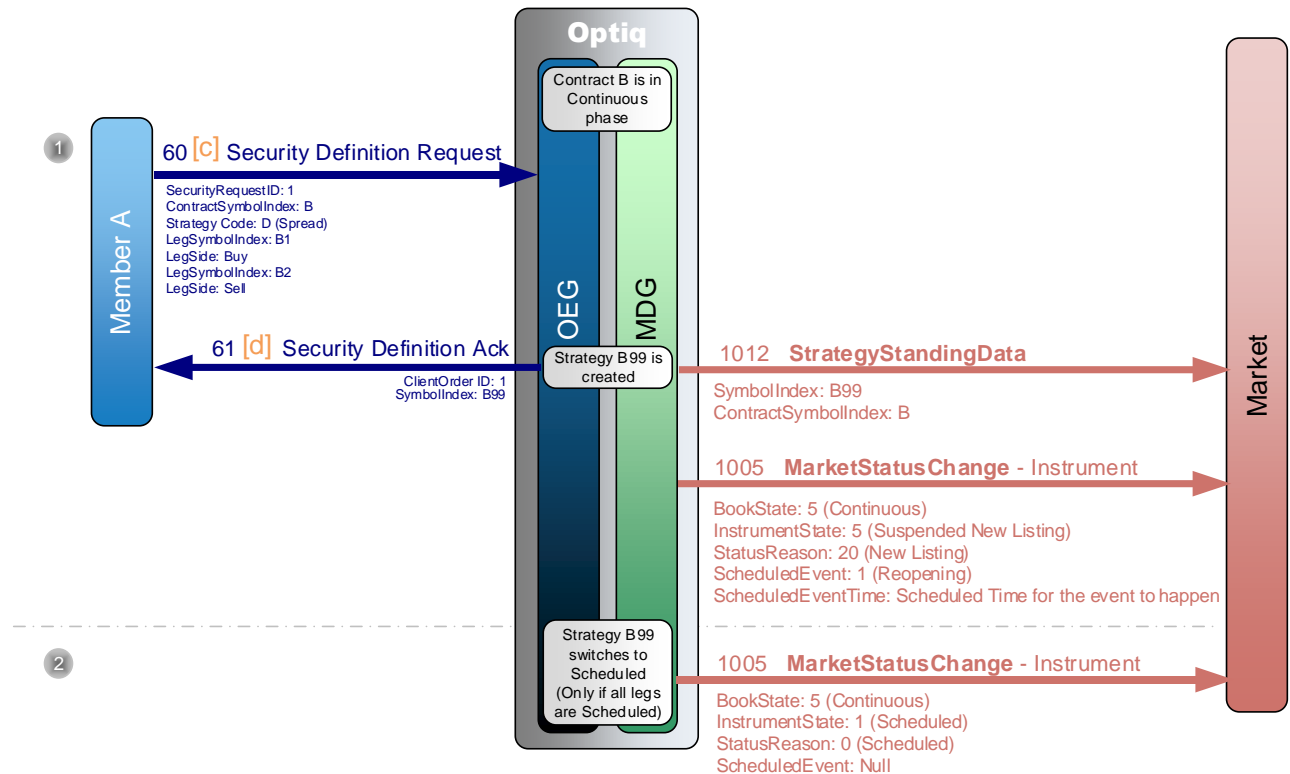 Optiq
Contract B is in
Continuous
phase
1
60 [c] Security Definition Request
SecurityRequestID: 1
ContractSymbolIndex: B
Strategy Code: D (Spread)
LegSymbolIndex: B1
LegSide: Buy
LegSymbolIndex: B2
LegSide: Sell
Member A
OEG
MDG
Market
61 [d] Security Definition Ack
ClientOrder ID: 1
SymbolIndex: B99
Strategy B99 is
created
1012 StrategyStandingData
SymbolIndex: B99
ContractSymbolIndex: B
1005 MarketStatusChange - Instrument
BookState: 5 (Continuous)
InstrumentState: 5 (Suspended New Listing)
StatusReason: 20 (New Listing)
ScheduledEvent: 1 (Reopening)
ScheduledEventTime: Scheduled Time for the event to happen
2
Strategy B99
switches to
Scheduled
(Only if all legs
are Scheduled)
1005 MarketStatusChange - Instrument
BookState: 5 (Continuous)
InstrumentState: 1 (Scheduled)
StatusReason: 0 (Scheduled)
ScheduledEvent: Null